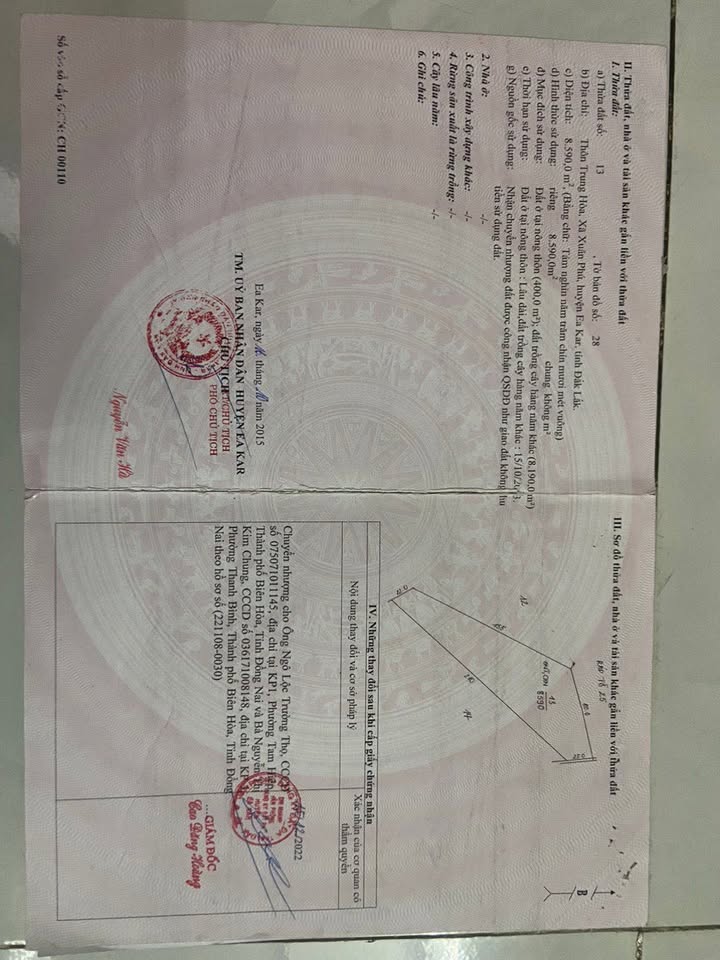 II. Thửa đất, nhà ở và tài sản khác gắn liền với thửa đất
1. Thửa đất:
a) Thửa đất số: 13 , Tờ bản đồ số: 28
b) Địa chỉ: Thôn Trung Hòa, Xã Xuân Phú, huyện Ea Kar, tỉnh Đắk Lắk
c) Diện tích: 8.590,0 m², (Bằng chữ: Tám nghìn năm trăm chín mươi mét vuông)
d) Hình thức sử dụng: riêng 8.590,0m² chung không m²
đ) Mục đích sử dụng: Đất ở tại nông thôn (400,0 m²); đất trồng cây hàng năm khác (8.190,0 m²)
e) Thời hạn sử dụng: Đất ở tại nông thôn : Lâu dài,đất trồng cây hàng năm khác : 15/10/
g) Nguồn gốc sử dụng: Nhận chuyển nhượng đất được công nhận QSDĐ như giao đất không thu
tiền sử dụng đất.
2. Nhà ở: -/-
3. Công trình xây dựng khác: -/-
4. Rừng sản xuất là rừng trồng: -/-
5. Cây lâu năm: -/-
6. Ghi chú:
Ea Kar, ngày tháng năm 2015
TM. UỶ BAN NHÂN DÂN HUYỆN EA KAR
CHỦ TỊCH
KT/CHỦ TỊCH
PHÓ CHỦ TỊCH
Nguyễn Văn Hà
Số vào sổ cấp GCN: CH 00110
III. Sơ đồ thửa đất, nhà ở và tài sản khác gắn liền với thửa đất
B
12
13
8590
14
IV. Những thay đổi sau khi cấp giấy chứng nhận
Nội dung thay đổi và cơ sở pháp lý
Xác nhận của cơ quan có
thẩm quyền
Chuyển nhượng cho Ông Ngô Lộc Trường Thọ, CCCD
số 075071011145, địa chỉ tại KP1, Phường Tam Hiệp,
Thành phố Biên Hòa, Tỉnh Đồng Nai và Bà Nguyễn Thị
Kim Chung, CCCD số 036171008148, địa chỉ tại KP
Phường Thanh Bình, Thành phố Biên Hòa, Tỉnh Đồng
Nai theo hồ sơ số (221108-0030)
/12/2022
GIÁM ĐỐC
Cao Đăng Hoàng